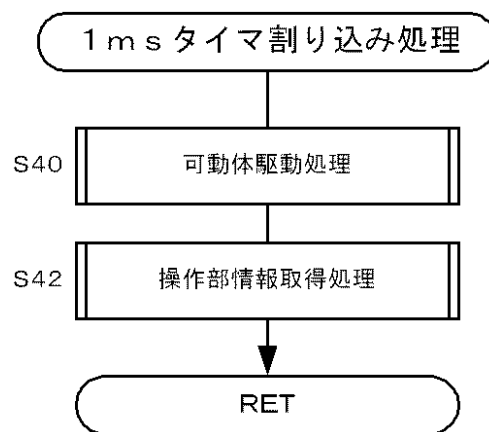 １ｍｓタイマ割り込み処理
S40
可動体駆動処理
S42
操作部情報取得処理
RET